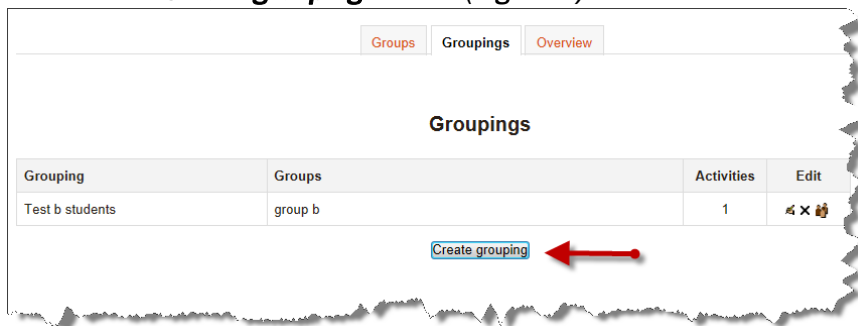 Groups Groupings Overview
Groupings
Grouping Groups Activities Edit
Test b students group b 1
Create grouping